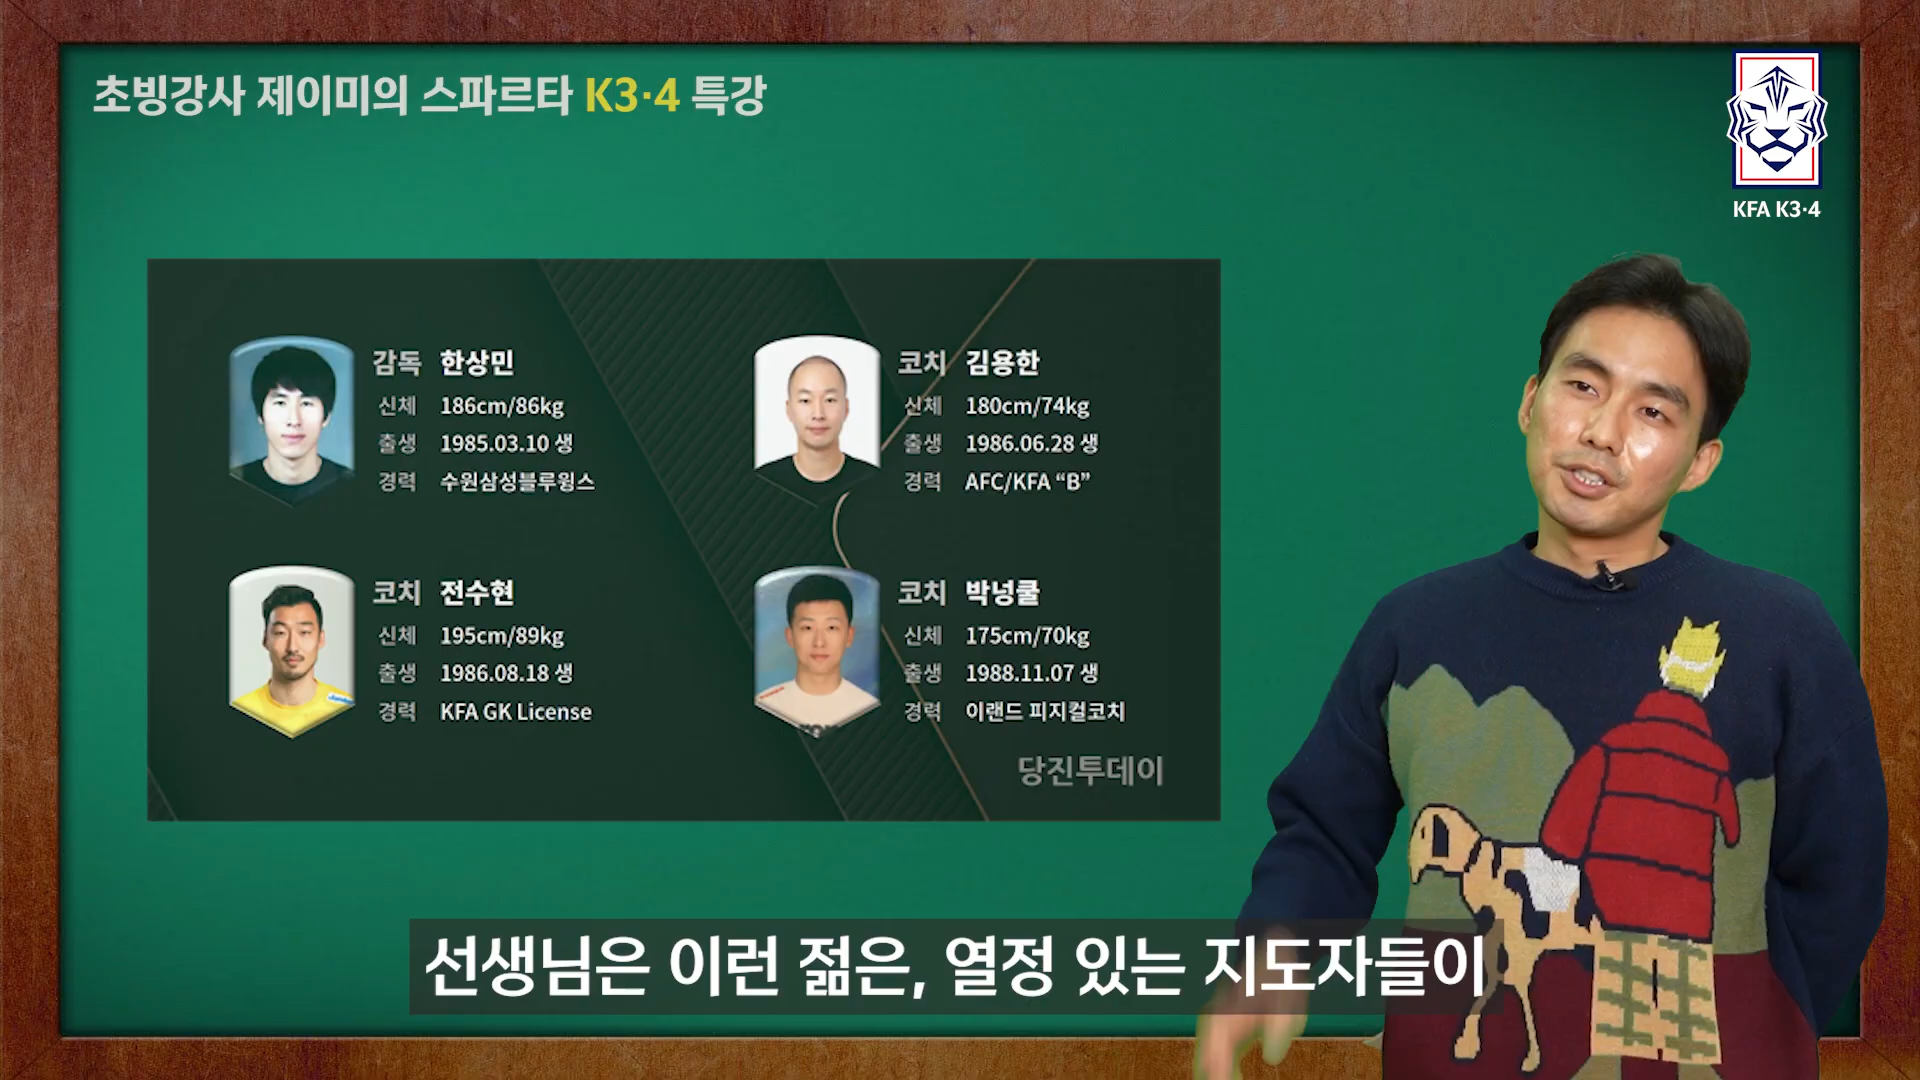 초빙강사 제이미의 스파르타 K3·4 특강
KFA K3·4
감독 한상민
신체 186cm/86kg
출생 1985.03.10 생
경력 수원삼성블루윙스
코치 김용한
신체 180cm/74kg
출생 1986.06.28 생
경력 AFC/KFA “B”
코치 전수현
신체 195cm/89kg
출생 1986.08.18 생
경력 KFA GK License
코치 박넝쿨
신체 175cm/70kg
출생 1988.11.07 생
경력 이랜드 피지컬코치
당진투데이
선생님은 이런 젊은, 열정 있는 지도자들이